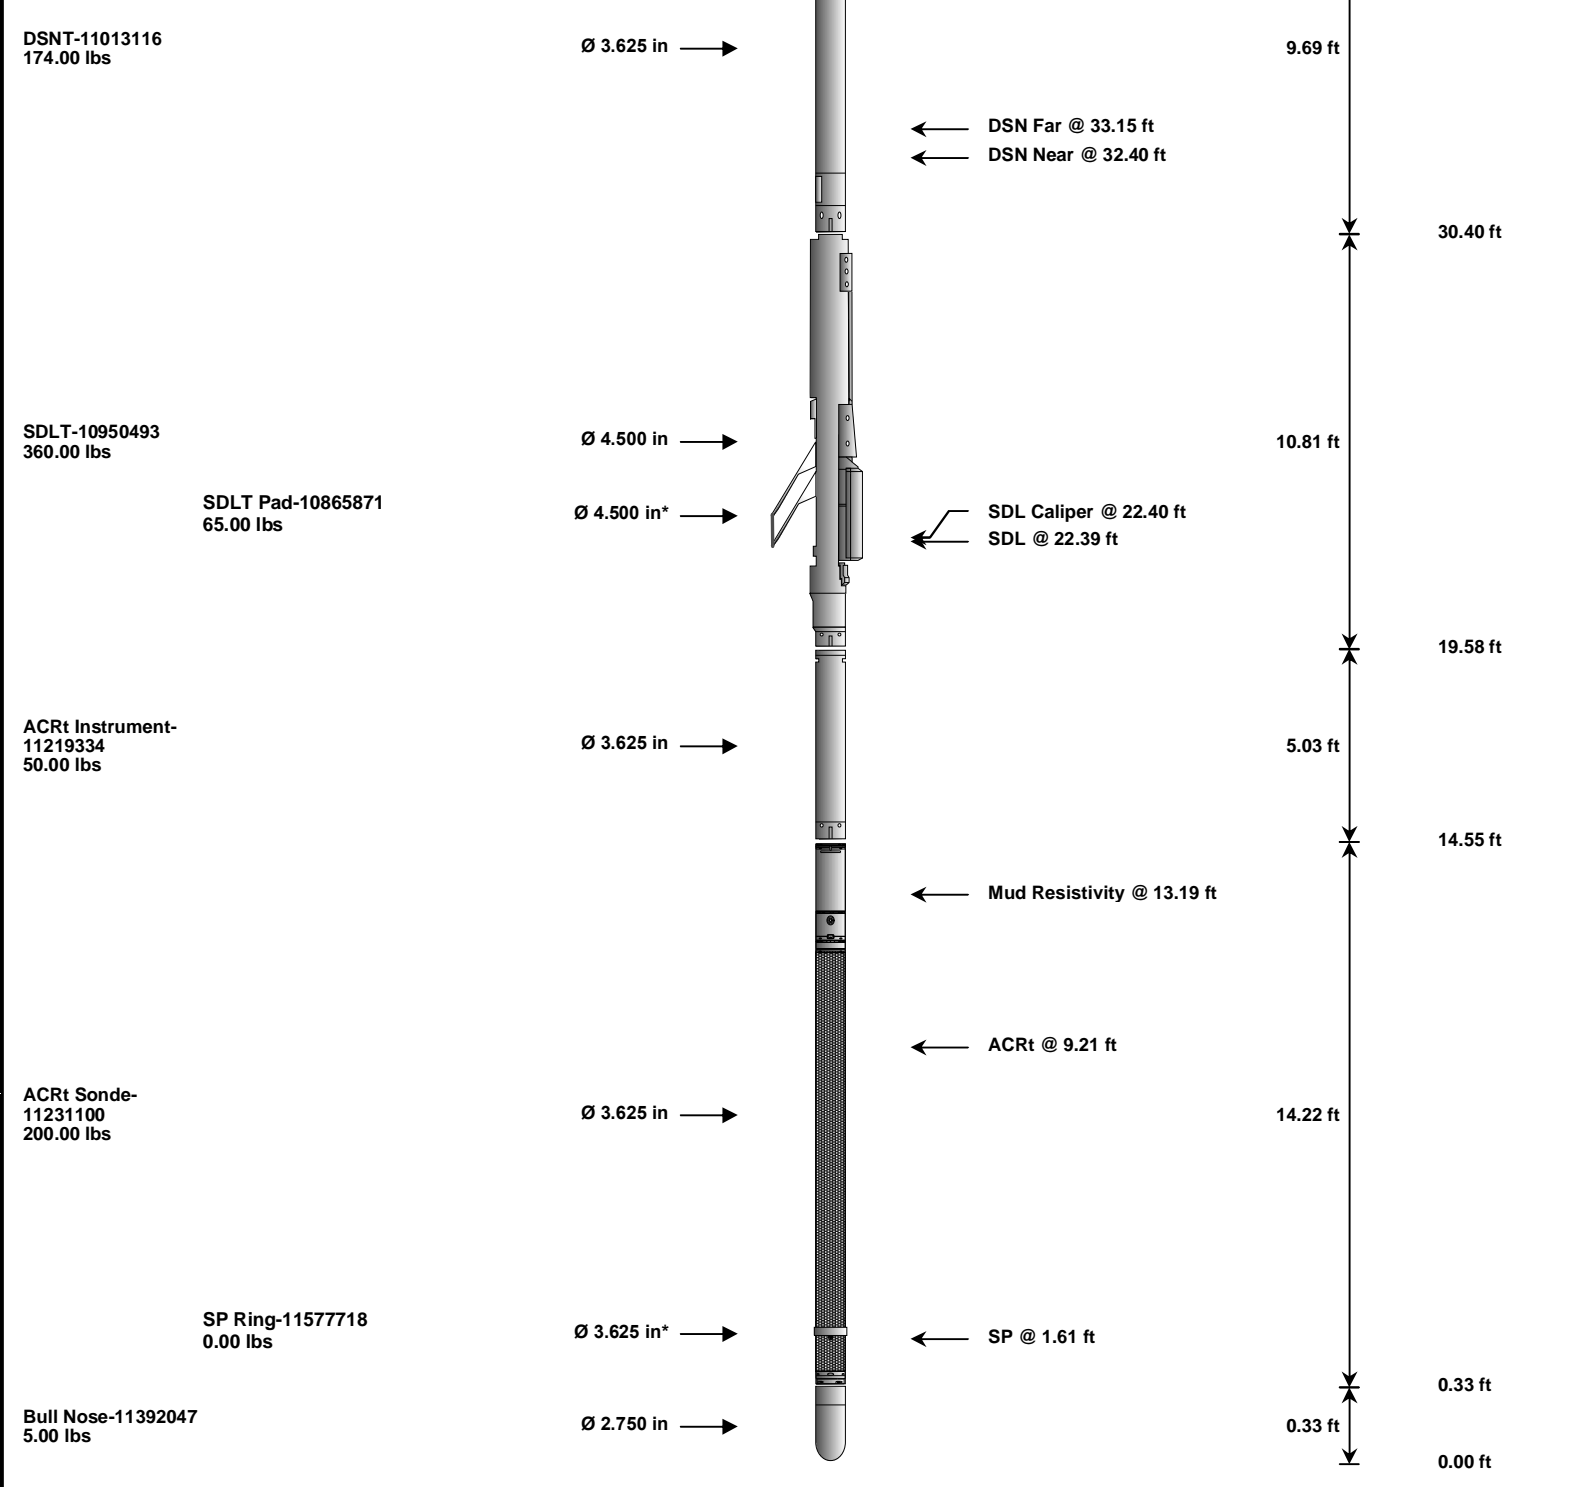 DSNT-11013116
174.00 lbs
Ø 3.625 in
9.69 ft
DSN Far @ 33.15 ft
DSN Near @ 32.40 ft
30.40 ft
SDLT-10950493
360.00 lbs
Ø 4.500 in
10.81 ft
SDLT Pad-10865871
65.00 lbs
Ø 4.500 in*
SDL Caliper @ 22.40 ft
SDL @ 22.39 ft
19.58 ft
ACRt Instrument-
11219334
50.00 lbs
Ø 3.625 in
5.03 ft
14.55 ft
Mud Resistivity @ 13.19 ft
ACRt @ 9.21 ft
ACRt Sonde-
11231100
200.00 lbs
Ø 3.625 in
14.22 ft
SP Ring-11577718
0.00 lbs
Ø 3.625 in*
SP @ 1.61 ft
0.33 ft
Bull Nose-11392047
5.00 lbs
Ø 2.750 in
0.33 ft
0.00 ft